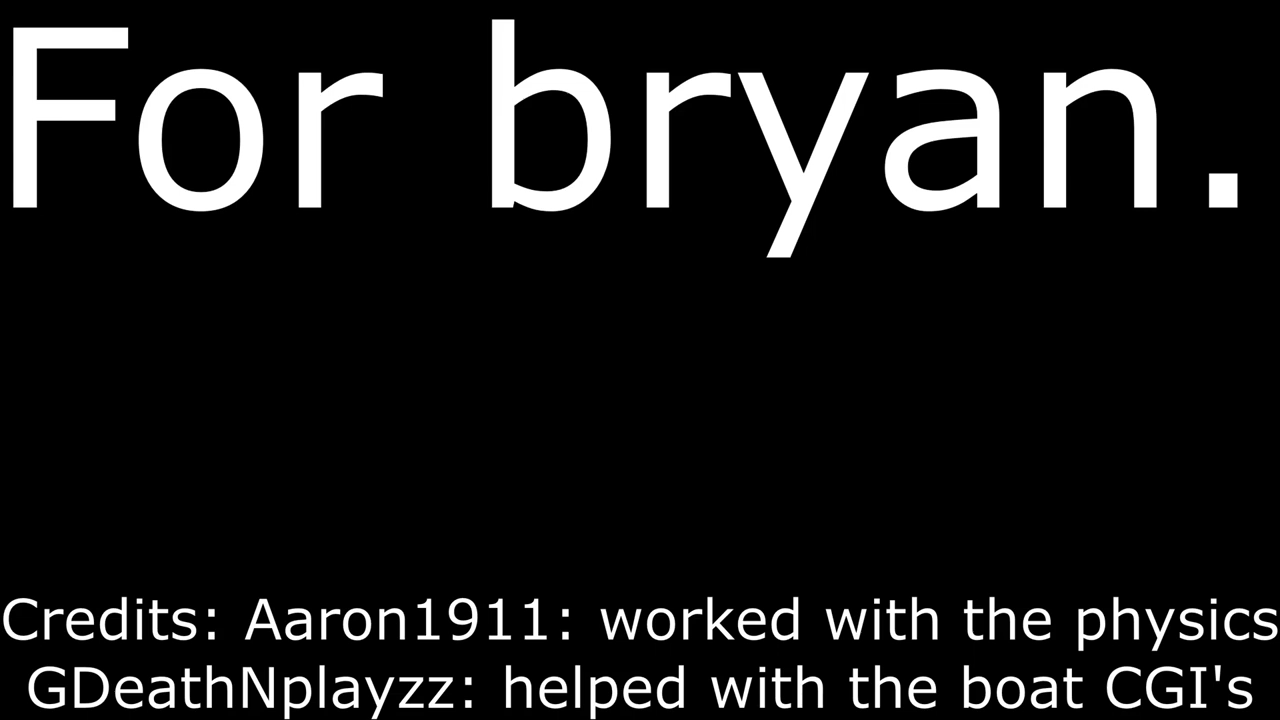 For bryan.
Credits: Aaron1911: worked with the physics
GDeathNplayzz: helped with the boat CGI's